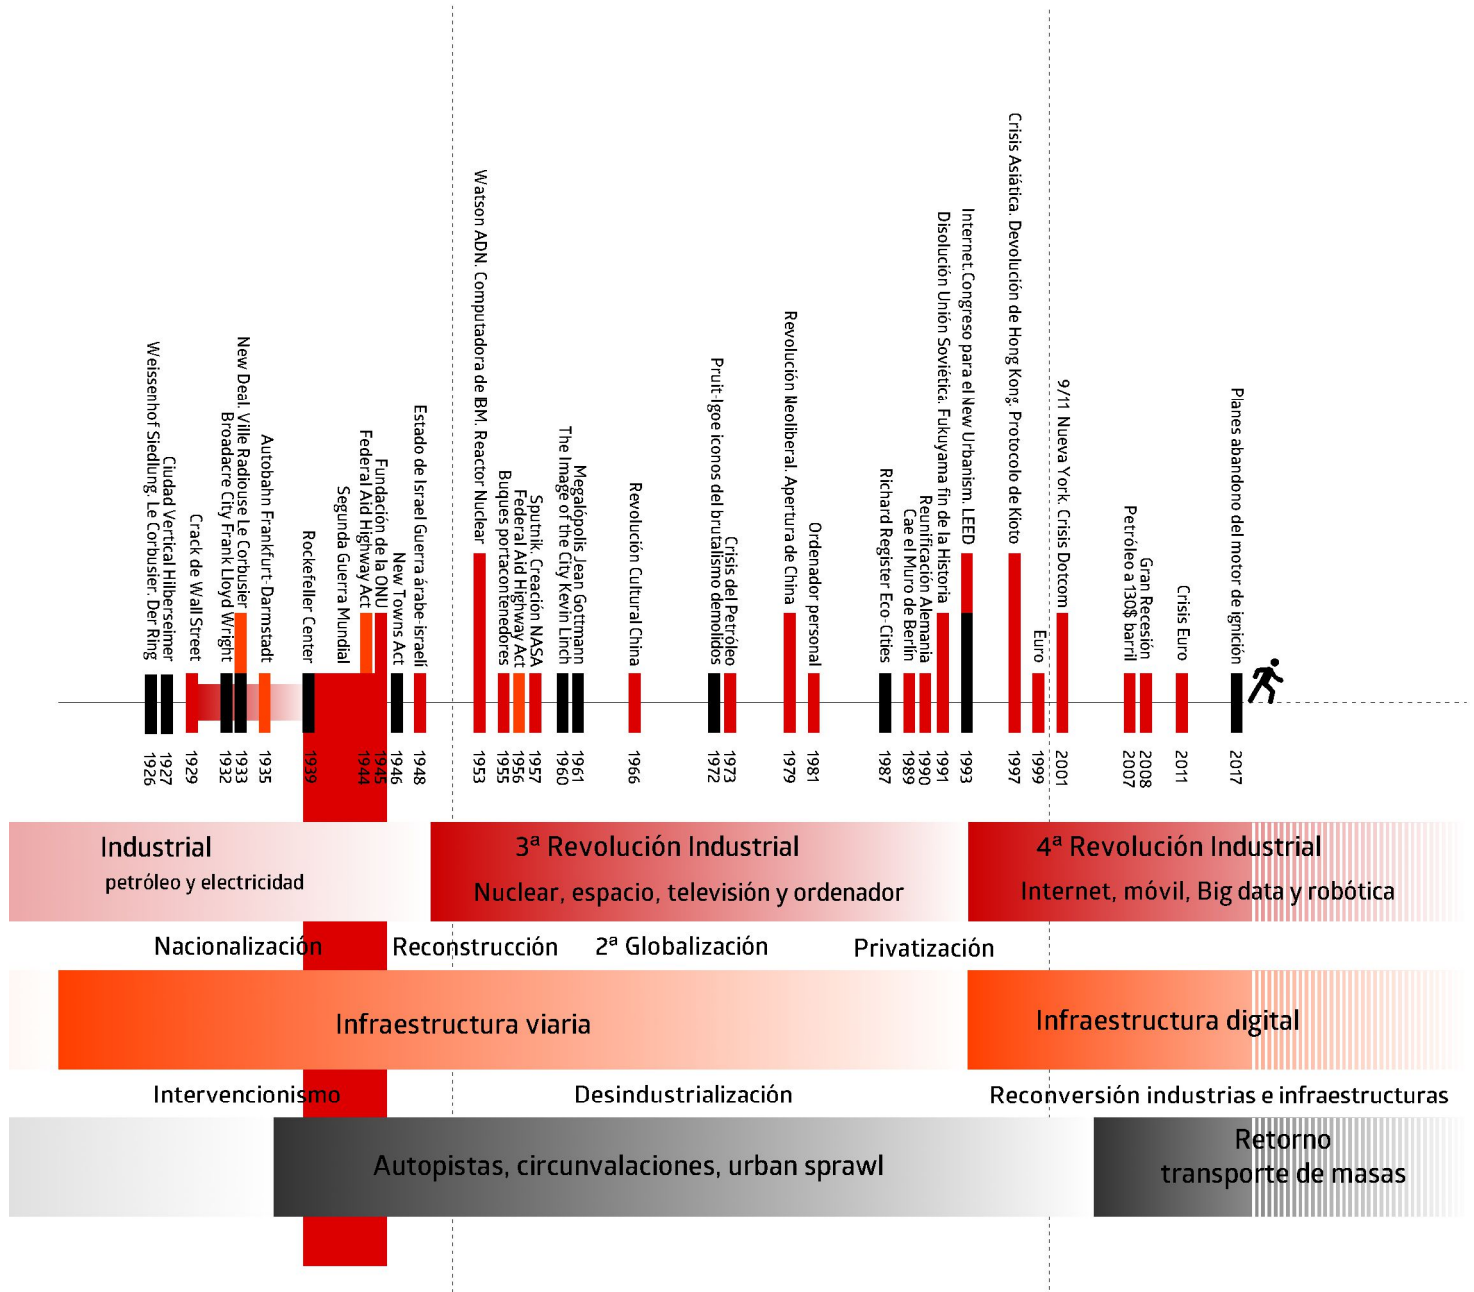 Weissenhof Siedlung. Le Corbusier. Der Ring
Ciudad Vertical Hilberseimer
Crack de Wall Street
Broadacre City Frank Lloyd Wright
New Deal. Ville Radiouse Le Corbusier
Autobahn Frankfurt-Darmstadt
Rockefeller Center
Segunda Guerra Mundial
Federal Aid Highway Act
Fundación de la ONU
New Towns Act
Estado de Israel Guerra árabe-Israelí
Watson ADN. Computadora de IBM. Reactor Nuclear
Buques portacontenedores
Federal Aid Highway Act
Sputnik. Creación NASA
The Image of the City Kevin Linch
Megalópolis Jean Gottmann
Revolución Cultural China
Pruit-Igoe iconos del brutalismo demolidos
Crisis del Petróleo
Revolución Neoliberal. Apertura de China
Ordenador personal
Richard Register Eco-Cities
Cae el Muro de Berlín
Reunificación Alemania
Disolución Unión Soviética. Fukuyama fin de la Historia
Internet.Congreso para el New Urbanism. LEED
Crisis Asiática. Devolución de Hong Kong. Protocolo de Kioto
Euro
9/11 Nueva York. Crisis Dotcom
Petróleo a 130$ barril
Gran Recesión
Crisis Euro
Planes abandono del motor de ignición
1926
1927
1929
1932
1933
1935
1939
1944
1945
1946
1948
1953
1955
1956
1957
1960
1961
1966
1972
1973
1979
1981
1987
1989
1990
1991
1993
1997
1999
2001
2007
2008
2011
2017
Industrial
petróleo y electricidad
3ª Revolución Industrial
Nuclear, espacio, televisión y ordenador
4ª Revolución Industrial
Internet, móvil, Big data y robótica
Nacionalización
Reconstrucción
2ª Globalización
Privatización
Infraestructura viaria
Infraestructura digital
Intervencionismo
Desindustrialización
Reconversión industrias e infraestructuras
Autopistas, circunvalaciones, urban sprawl
Retorno
transporte de masas